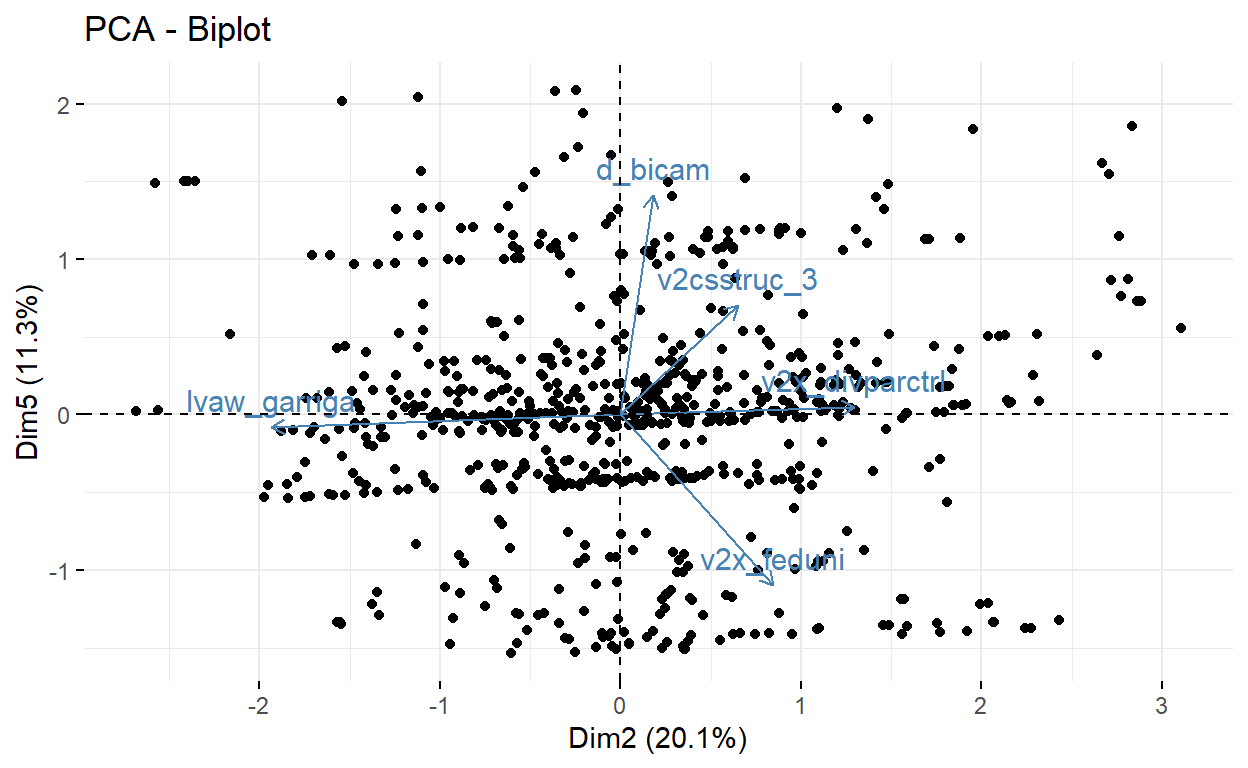 PCA - Biplot
2
d_bicam
v2csstruc_3
1
Dim5 (11.3%)
v2x_divparctrl
lvaw_garriga
0
v2x_feduni
-1
-2 -1 0 1 2 3
Dim2 (20.1%)